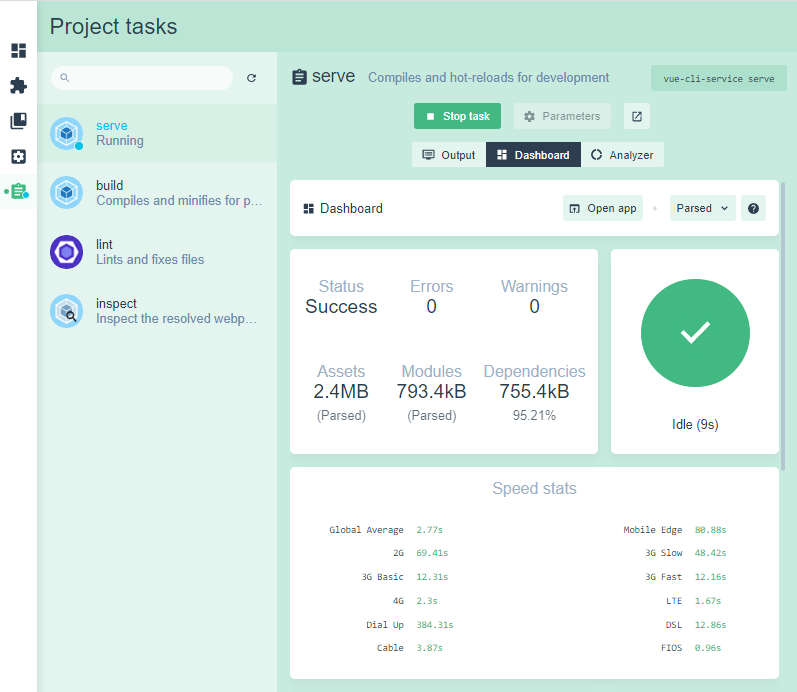 Project tasks
serve
Running
build
Compiles and minifies for p…
lint
Lints and fixes files
inspect
Inspect the resolved webp…
serve Compiles and hot-reloads for development vue-cli-service serve
Stop task Parameters
Output Dashboard Analyzer
Dashboard Open app Parsed ?
Status Errors Warnings
Success 0 0
Assets Modules Dependencies
2.4MB 793.4kB 755.4kB
(Parsed) (Parsed) 95.21%
Idle (9s)
Speed stats
Global Average 2.77s Mobile Edge 80.88s
2G 69.41s 3G Slow 48.42s
3G Basic 12.31s 3G Fast 12.16s
4G 2.3s LTE 1.67s
Dial Up 384.31s DSL 12.86s
Cable 3.87s FIOS 0.96s